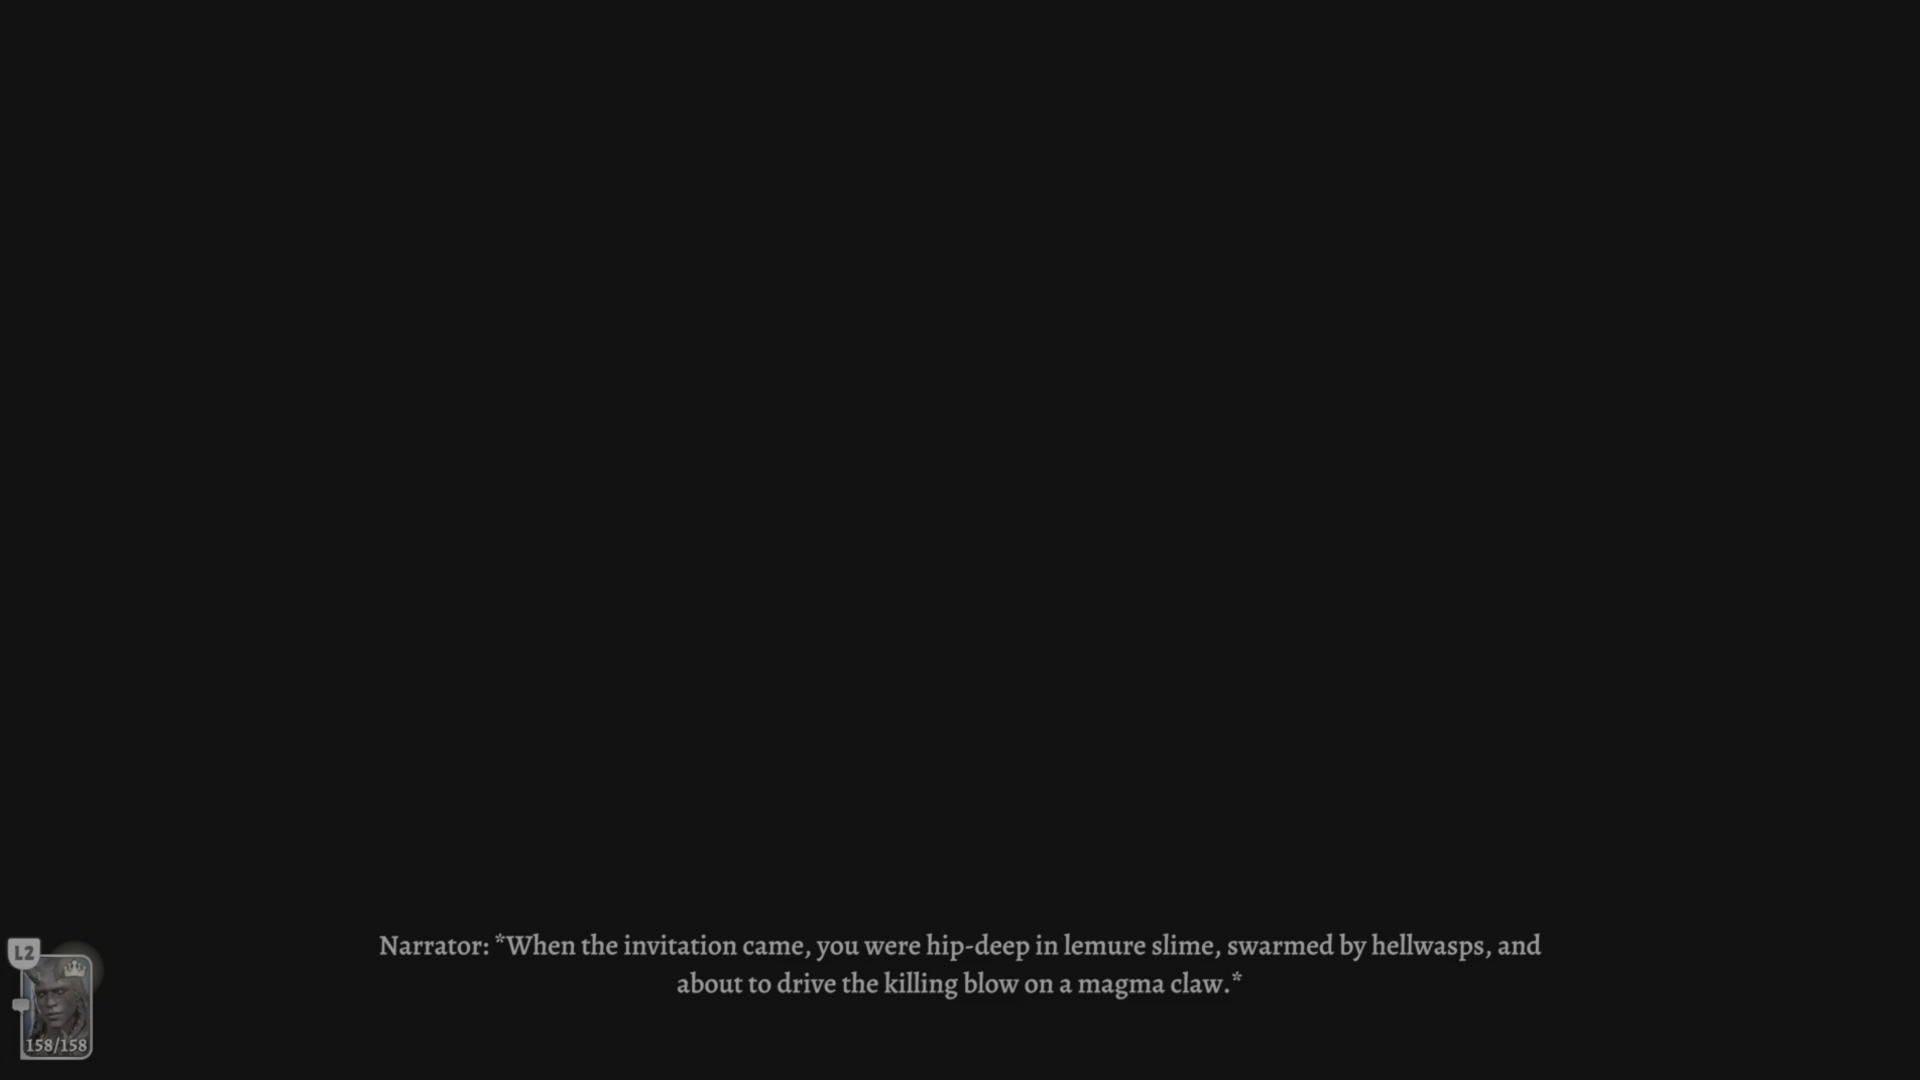 Narrator: *When the invitation came, you were hip-deep in lemure slime, swarmed by hellwasps, and
about to drive the killing blow on a magma claw.*
L2
158/158